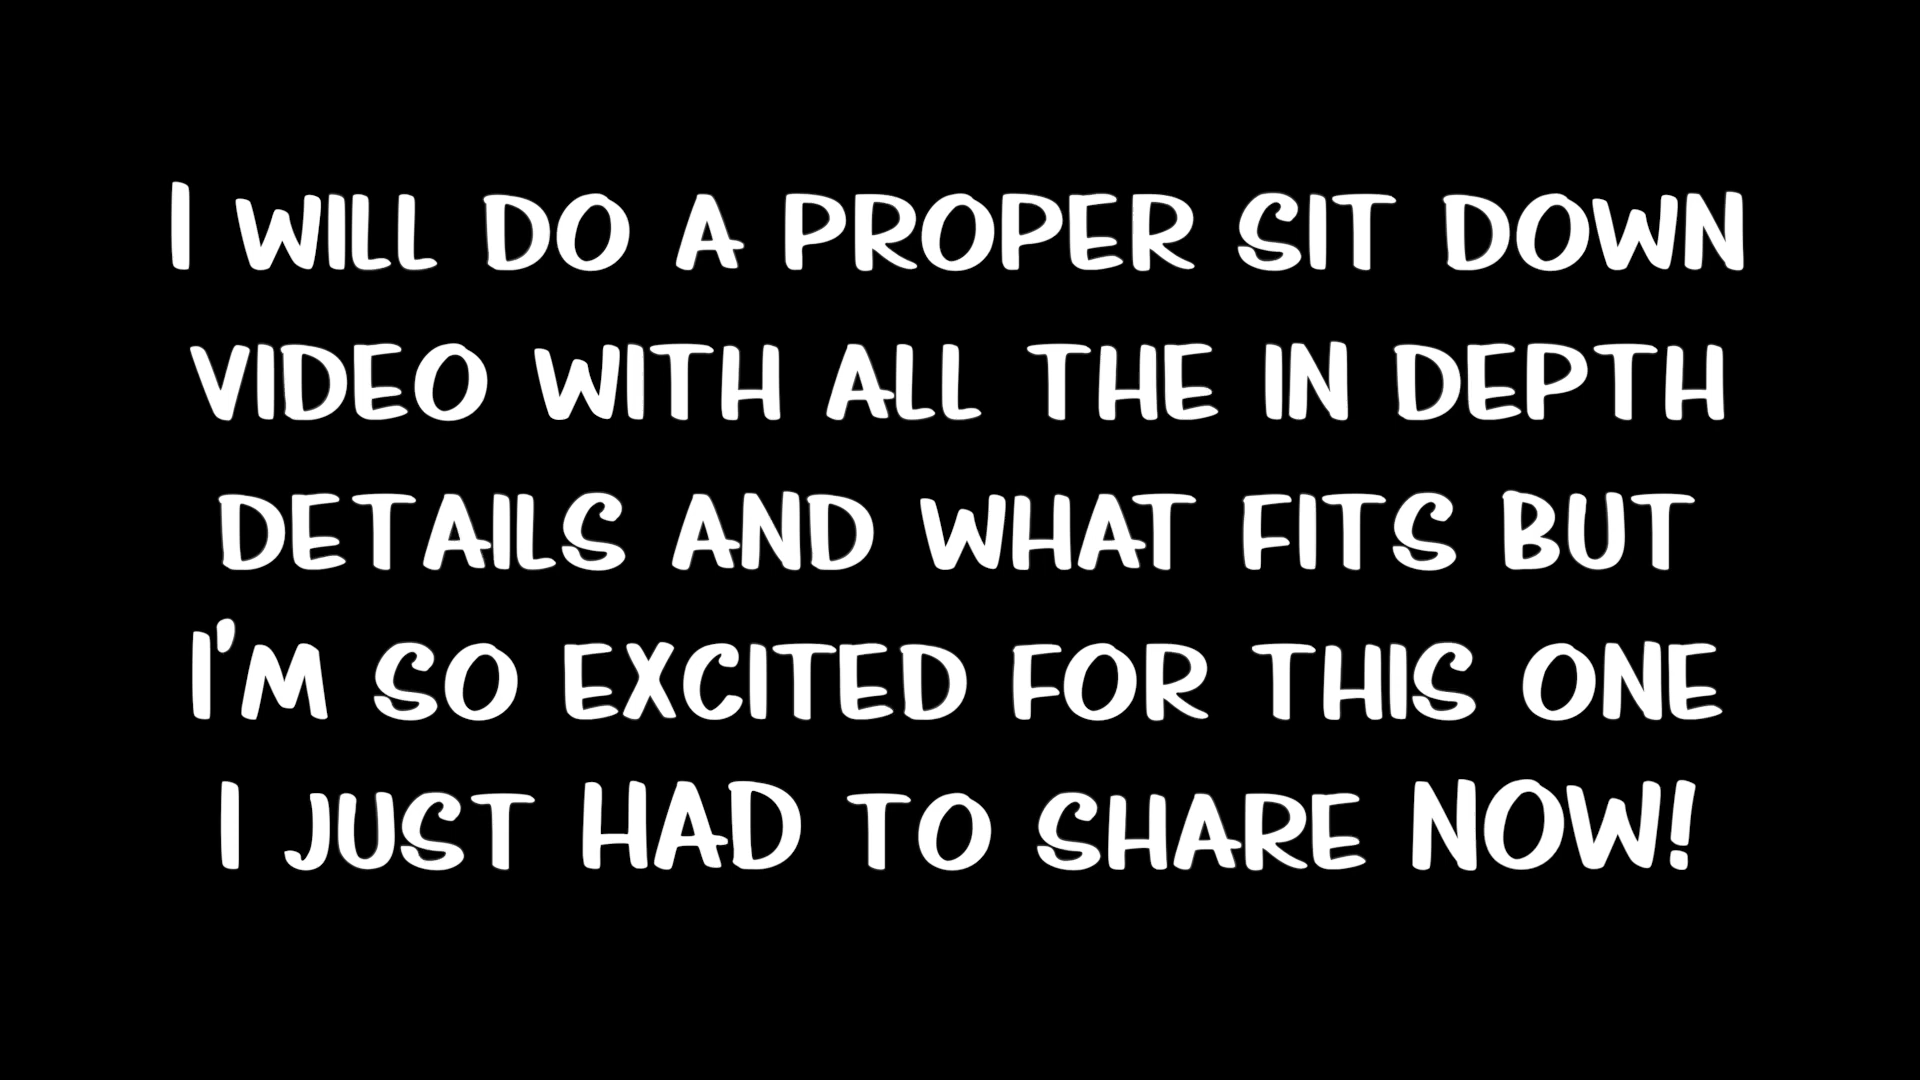 I WILL DO A PROPER SIT DOWN
VIDEO WITH ALL THE IN DEPTH
DETAILS AND WHAT FITS BUT
I'M SO EXCITED FOR THIS ONE
I JUST HAD TO SHARE NOW!